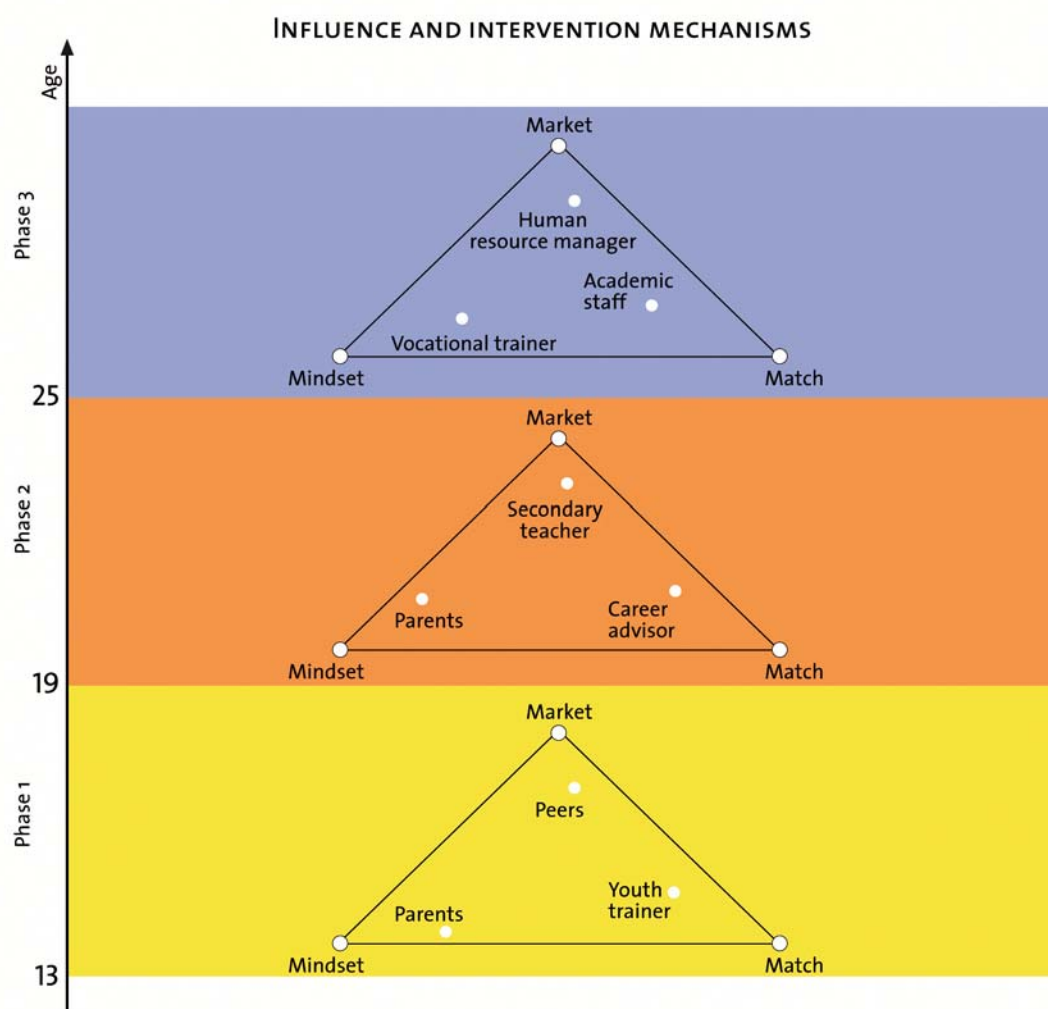 INFLUENCE AND INTERVENTION MECHANISMS
Age
Phase 3
Market
Human
resource manager
Academic
staff
Vocational trainer
Mindset
Match
25
Phase 2
Market
Secondary
teacher
Parents
Career
advisor
Mindset
Match
19
Phase 1
Market
Peers
Youth
trainer
Parents
Mindset
Match
13